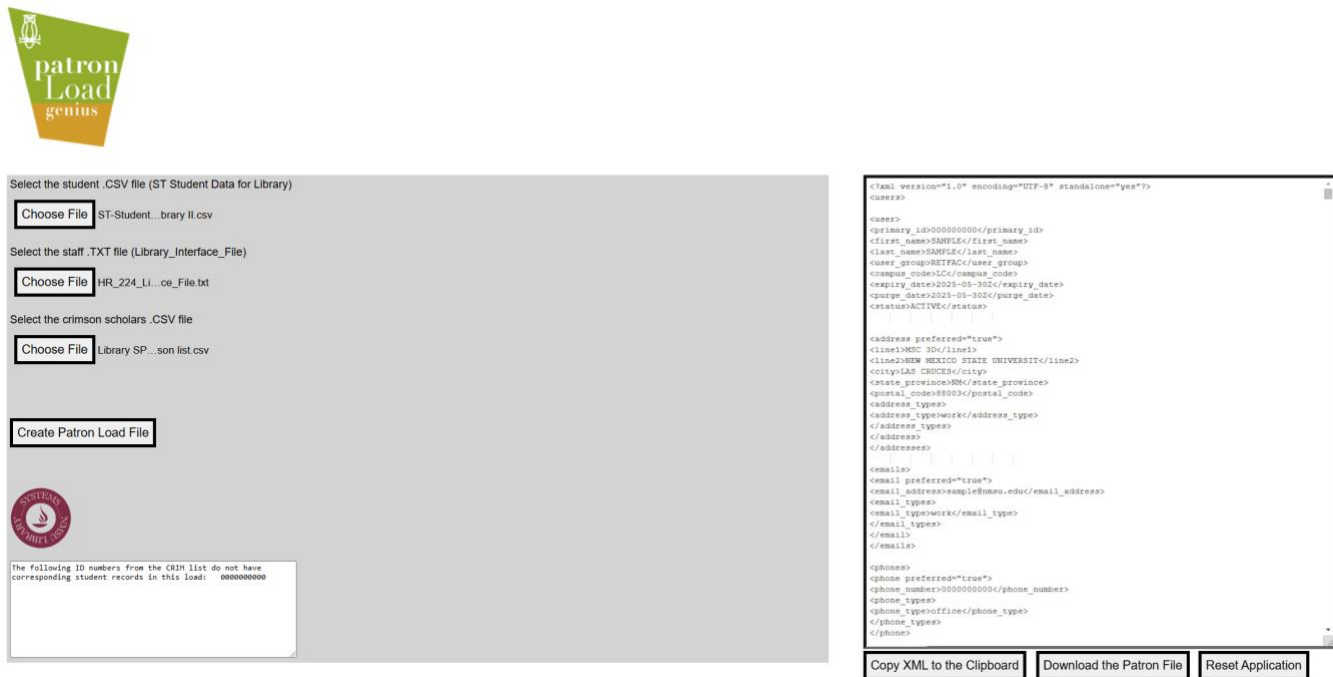 patron
Load
genius
Select the student .CSV file (ST Student Data for Library)
Choose File ST-Student…brary II.csv
Select the staff .TXT file (Library_Interface_File)
Choose File HR_224_Li…ce_File.txt
Select the crimson scholars .CSV file
Choose File Library SP…son list.csv
Create Patron Load File
SYSTEMS
NMSU LIBRARY
The following ID numbers from the CRIM list do not have
corresponding student records in this load: 0000000000
<?xml version="1.0" encoding="UTF-8" standalone="yes"?>
<users>
<user>
<primary_id>000000000</primary_id>
<first_name>SAMPLE</first_name>
<last_name>SAMPLE</last_name>
<user_group>RETFAC</user_group>
<campus_code>LC</campus_code>
<expiry_date>2025-05-30Z</expiry_date>
<purge_date>2025-05-30Z</purge_date>
<status>ACTIVE</status>
<address preferred="true">
<line1>MSC 3D</line1>
<line2>NEW MEXICO STATE UNIVERSIT</line2>
<city>LAS CRUCES</city>
<state_province>NM</state_province>
<postal_code>88003</postal_code>
<address_types>
<address_type>work</address_type>
</address_types>
</address>
</addresses>
<emails>
<email preferred="true">
<email_address>sample@nmsu.edu</email_address>
<email_types>
<email_type>work</email_type>
</email_types>
</email>
</emails>
<phones>
<phone preferred="true">
<phone_number>0000000000</phone_number>
<phone_types>
<phone_type>office</phone_type>
</phone_types>
</phone>
Copy XML to the Clipboard Download the Patron File Reset Application